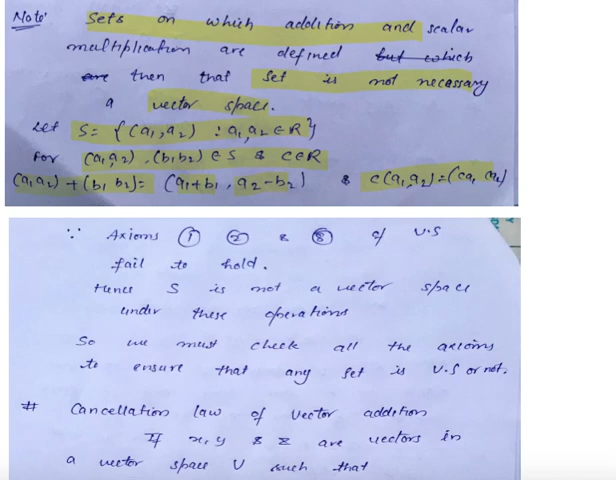 Note Sets on which addition and scalar
multiplication are defined but which
are then that set is not necessary
a vector space.
Let S = {(a₁, a₂) : a₁, a₂ ∈ R}
For (a₁, a₂), (b₁ b₂) ∈ S & C ∈ R
(a₁ a₂) + (b₁ b₂) = (a₁+b₁, a₂-b₂) & c(a₁, a₂) = (ca₁ ca₂)
∵ Axioms ① ② & ⑧ of V.S
fail to hold.
Hence S is not a vector space
under these operations
So we must check all the axioms
to ensure that any set is V.S or not.
# Cancellation law of Vector addition
If x, y & z are vectors in
a vector space V such that